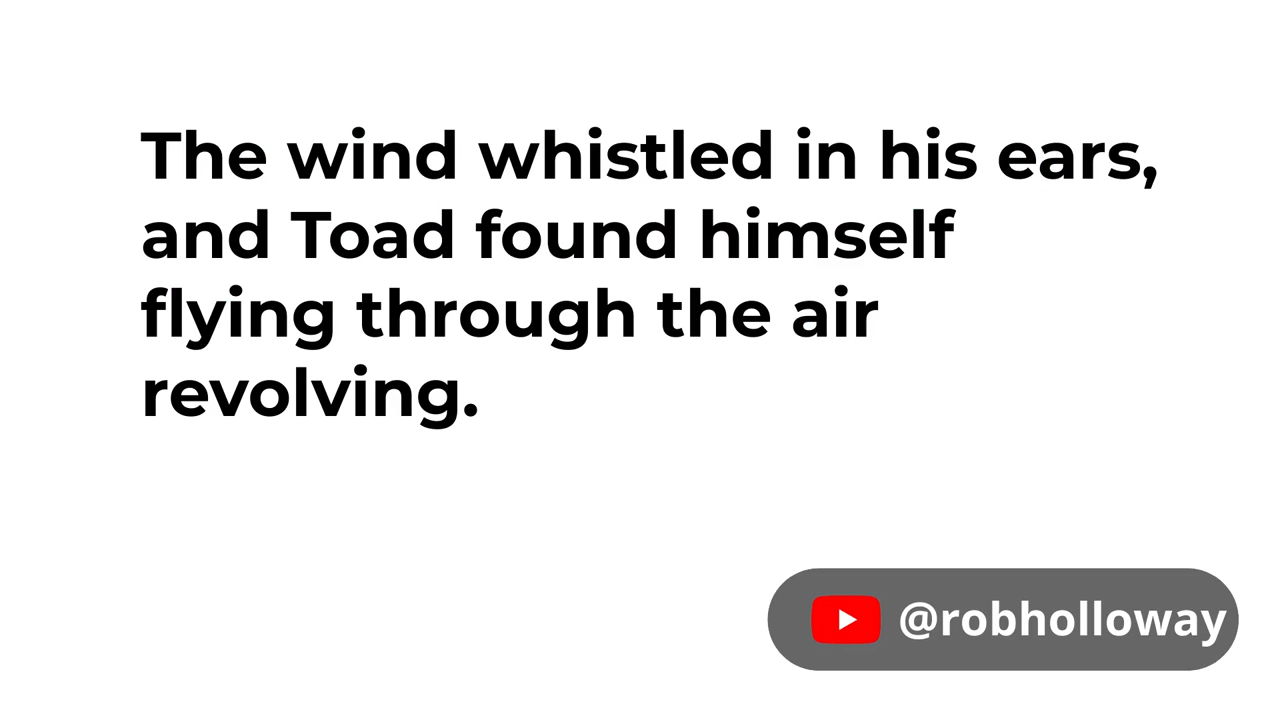 The wind whistled in his ears,
and Toad found himself
flying through the air
revolving.
@robholloway